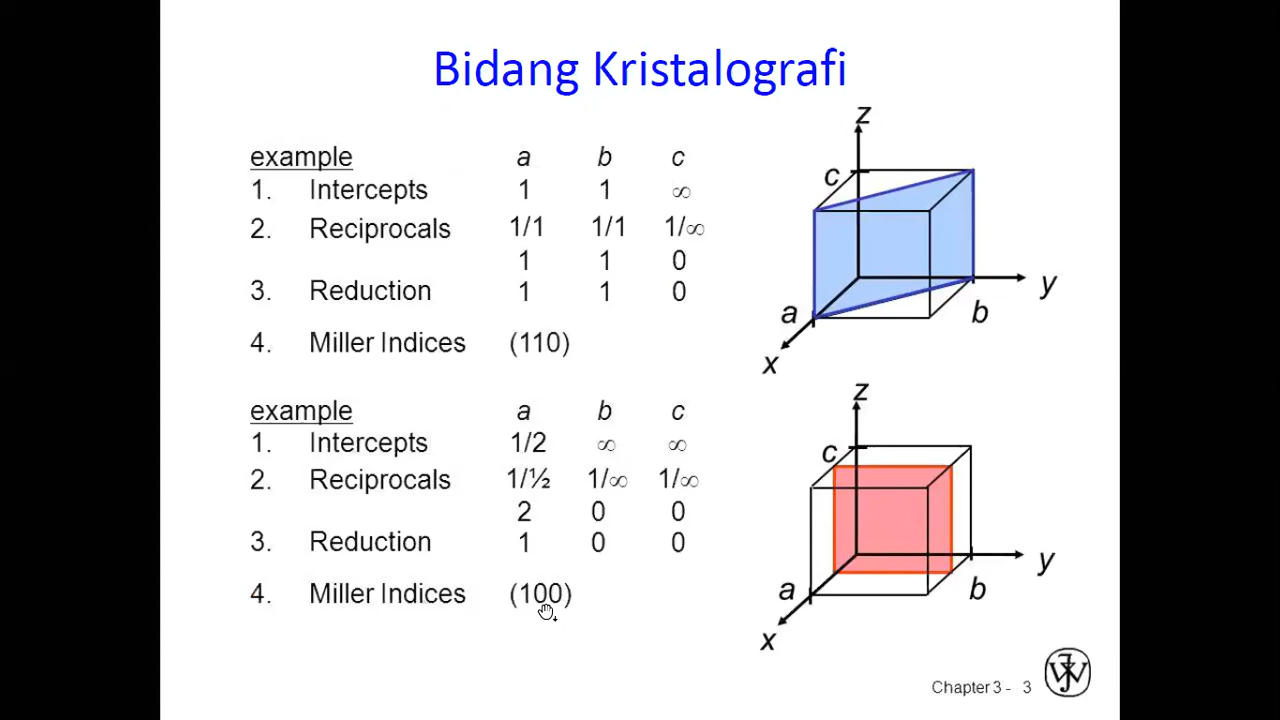 Bidang Kristalografi
example a b c
1. Intercepts 1 1 ∞
2. Reciprocals 1/1 1/1 1/∞
1 1 0
3. Reduction 1 1 0
4. Miller Indices (110)
z
c
y
a
b
x
example a b c
1. Intercepts 1/2 ∞ ∞
2. Reciprocals 1/½ 1/∞ 1/∞
2 0 0
3. Reduction 1 0 0
4. Miller Indices (100)
z
c
y
a
b
x
Chapter 3 - 3